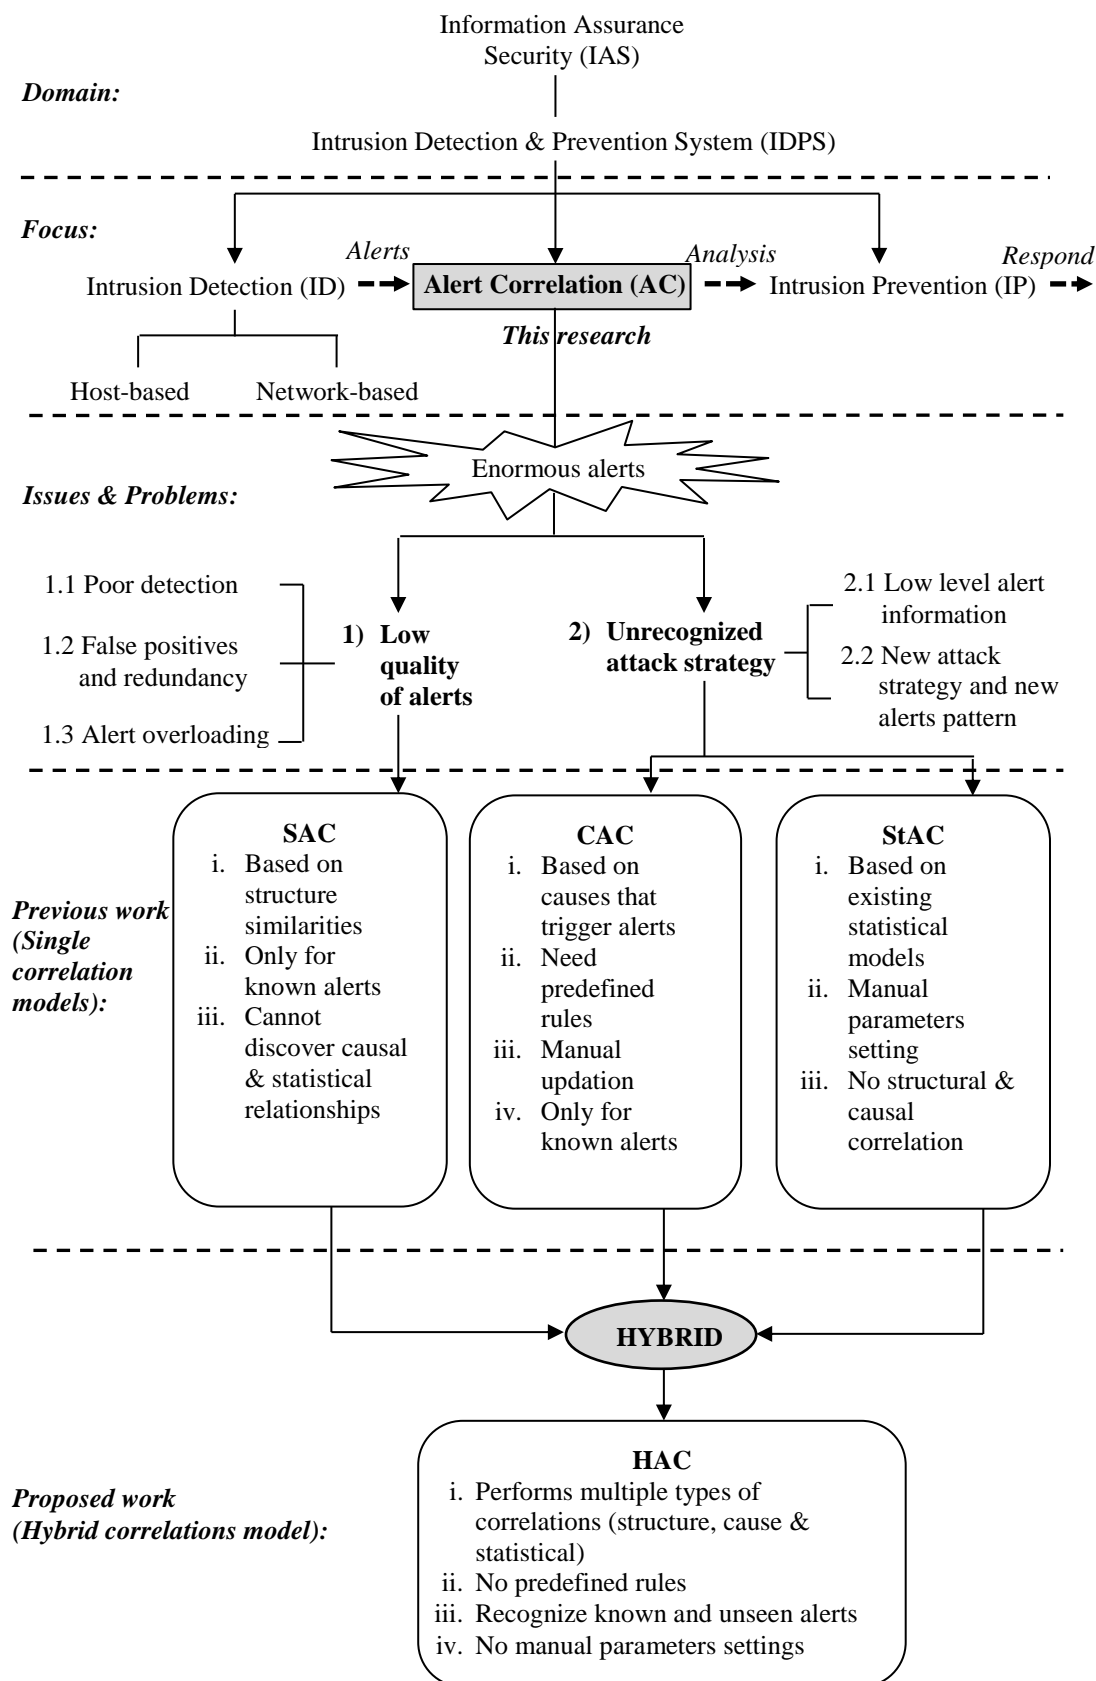 Information Assurance
Security (IAS)
Domain:
Intrusion Detection & Prevention System (IDPS)
Focus:
Alerts
Analysis
Respond
Intrusion Detection (ID)
Alert Correlation (AC)
Intrusion Prevention (IP)
This research
Host-based
Network-based
Enormous alerts
Issues & Problems:
1.1 Poor detection
1.2 False positives
and redundancy
1.3 Alert overloading
1) Low
quality
of alerts
2) Unrecognized
attack strategy
2.1 Low level alert
information
2.2 New attack
strategy and new
alerts pattern
Previous work
(Single
correlation
models):
SAC
i. Based on
structure
similarities
ii. Only for
known alerts
iii. Cannot
discover causal
& statistical
relationships
CAC
i. Based on
causes that
trigger alerts
ii. Need
predefined
rules
iii. Manual
updation
iv. Only for
known alerts
StAC
i. Based on
existing
statistical
models
ii. Manual
parameters
setting
iii. No structural &
causal
correlation
HYBRID
Proposed work
(Hybrid correlations model):
HAC
i. Performs multiple types of
correlations (structure, cause &
statistical)
ii. No predefined rules
iii. Recognize known and unseen alerts
iv. No manual parameters settings